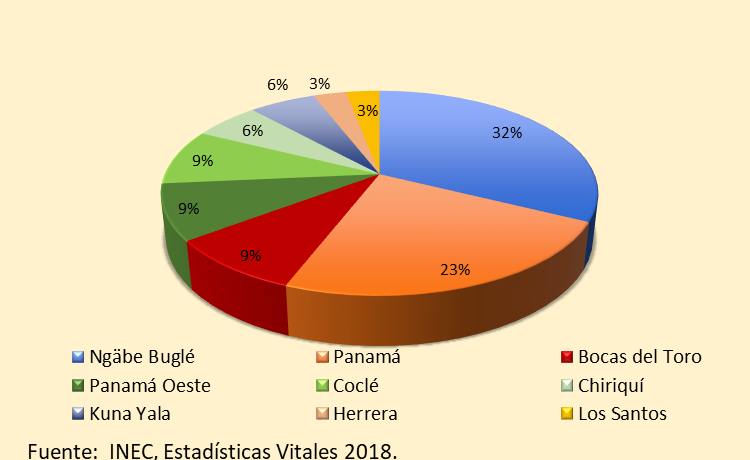 6% 3%
3%
32%
6%
9%
9%
9%
23%
Ngäbe Buglé Panamá Bocas del Toro
Panamá Oeste Coclé Chiriquí
Kuna Yala Herrera Los Santos
Fuente: INEC, Estadísticas Vitales 2018.